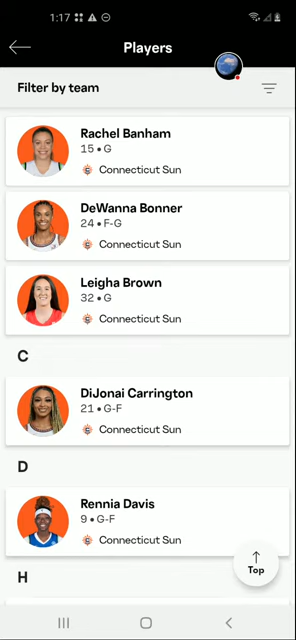 1:17
Players
Filter by team
Rachel Banham
15 • G
Connecticut Sun
DeWanna Bonner
24 • F-G
Connecticut Sun
Leigha Brown
32 • G
Connecticut Sun
C
DiJonai Carrington
21 • G-F
Connecticut Sun
D
Rennia Davis
9 • G-F
Connecticut Sun
Top
H